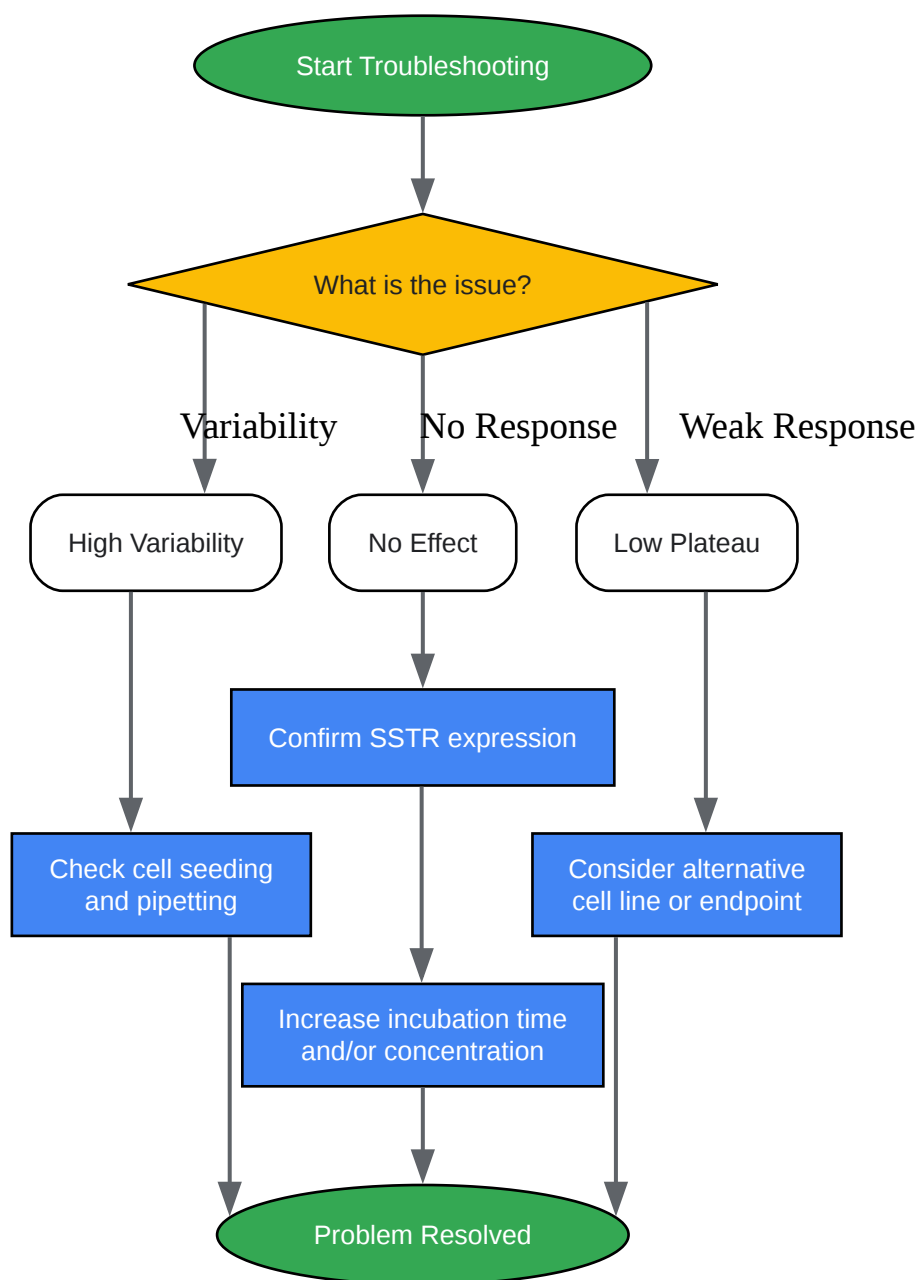 Start Troubleshooting
What is the issue?
Variability
No Response
Weak Response
High Variability
No Effect
Low Plateau
Confirm SSTR expression
Check cell seeding
and pipetting
Consider alternative
cell line or endpoint
Increase incubation time
and/or concentration
Problem Resolved